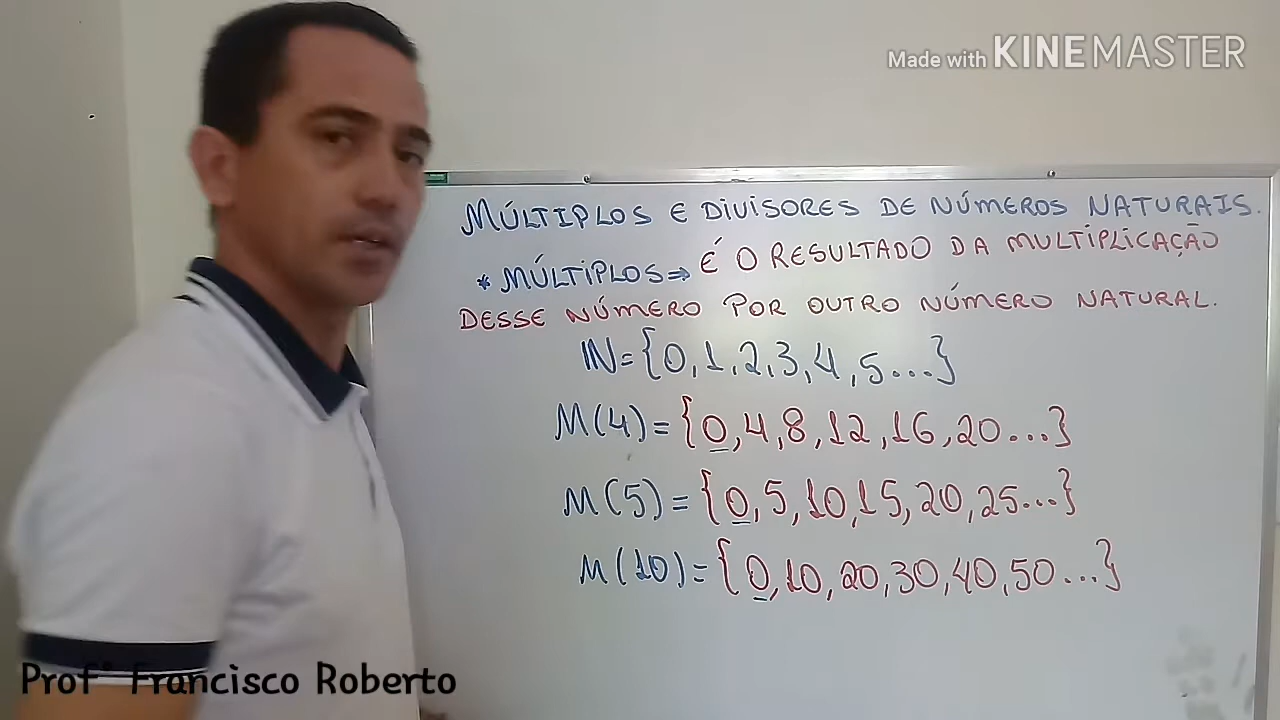 Made with KINEMASTER
MÚLTIPLOS E DIVISORES DE NÚMEROS NATURAIS.
* MÚLTIPLOS ⇒ É O RESULTADO DA MULTIPLICAÇÃO
DESSE NÚMERO POR OUTRO NÚMERO NATURAL.
IN={0,1,2,3,4,5...}
M(4)={0,4,8,12,16,20...}
M(5)={0,5,10,15,20,25...}
M(10)={0,10,20,30,40,50...}
Prof° Francisco Roberto